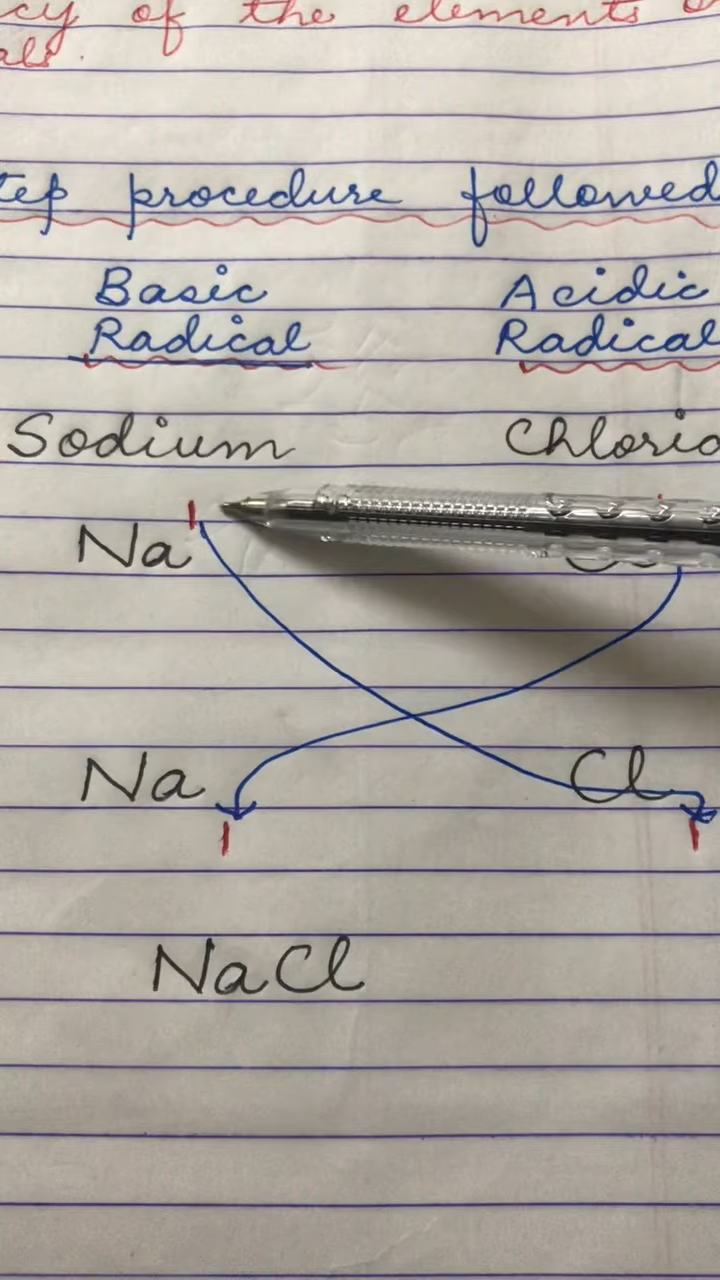 of the elements
Step procedure followed
Basic Acidic
Radical Radical
Sodium
Na 1
Na 1 Cl 1
NaCl